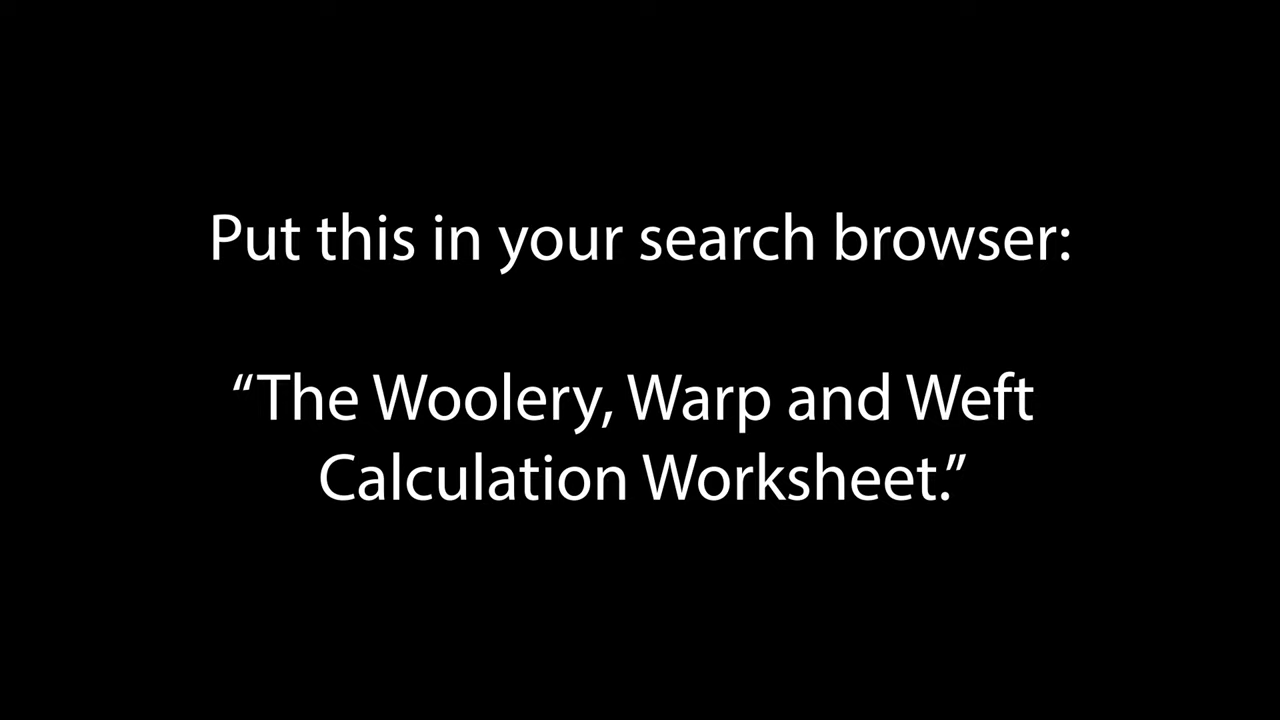 Put this in your search browser:
“The Woolery, Warp and Weft
Calculation Worksheet.”